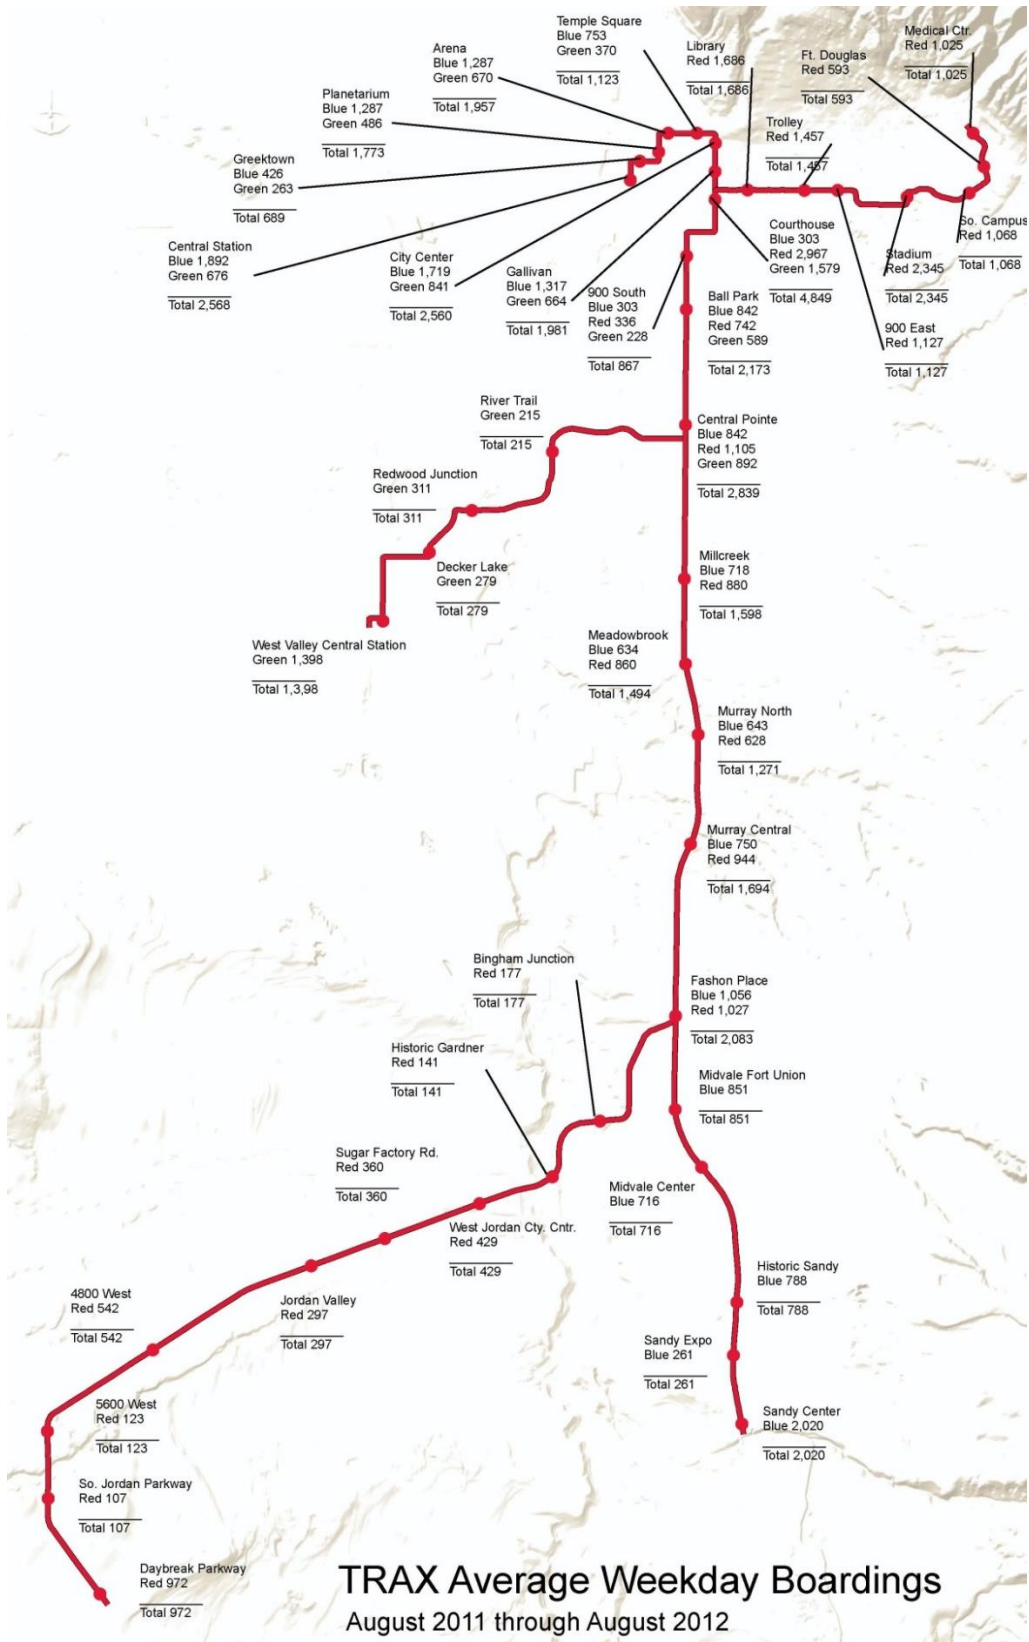 Temple Square
Blue 753
Green 370
Total 1,123
Arena
Blue 1,287
Green 670
Total 1,957
Library
Red 1,686
Total 1,686
Ft. Douglas
Red 593
Total 593
Medical Ctr.
Red 1,025
Total 1,025
Planetarium
Blue 1,287
Green 486
Total 1,773
Trolley
Red 1,457
Total 1,457
Greektown
Blue 426
Green 263
Total 689
Central Station
Blue 1,892
Green 676
Total 2,568
City Center
Blue 1,719
Green 841
Total 2,560
Gallivan
Blue 1,317
Green 664
Total 1,981
900 South
Blue 303
Red 336
Green 228
Total 867
Courthouse
Blue 303
Red 2,967
Green 1,579
Total 4,849
Stadium
Red 2,345
Total 2,345
So. Campus
Red 1,068
Total 1,068
Ball Park
Blue 842
Red 742
Green 589
Total 2,173
900 East
Red 1,127
Total 1,127
River Trail
Green 215
Total 215
Central Pointe
Blue 842
Red 1,105
Green 892
Total 2,839
Redwood Junction
Green 311
Total 311
Decker Lake
Green 279
Total 279
Millcreek
Blue 718
Red 880
Total 1,598
West Valley Central Station
Green 1,398
Total 1,3,98
Meadowbrook
Blue 634
Red 860
Total 1,494
Murray North
Blue 643
Red 628
Total 1,271
Murray Central
Blue 750
Red 944
Total 1,694
Bingham Junction
Red 177
Total 177
Fashon Place
Blue 1,056
Red 1,027
Total 2,083
Historic Gardner
Red 141
Total 141
Midvale Fort Union
Blue 851
Total 851
Sugar Factory Rd.
Red 360
Total 360
Midvale Center
Blue 716
Total 716
West Jordan Cty. Cntr.
Red 429
Total 429
Historic Sandy
Blue 788
Total 788
4800 West
Red 542
Total 542
Jordan Valley
Red 297
Total 297
Sandy Expo
Blue 261
Total 261
5600 West
Red 123
Total 123
Sandy Center
Blue 2,020
Total 2,020
So. Jordan Parkway
Red 107
Total 107
Daybreak Parkway
Red 972
Total 972
TRAX Average Weekday Boardings
August 2011 through August 2012